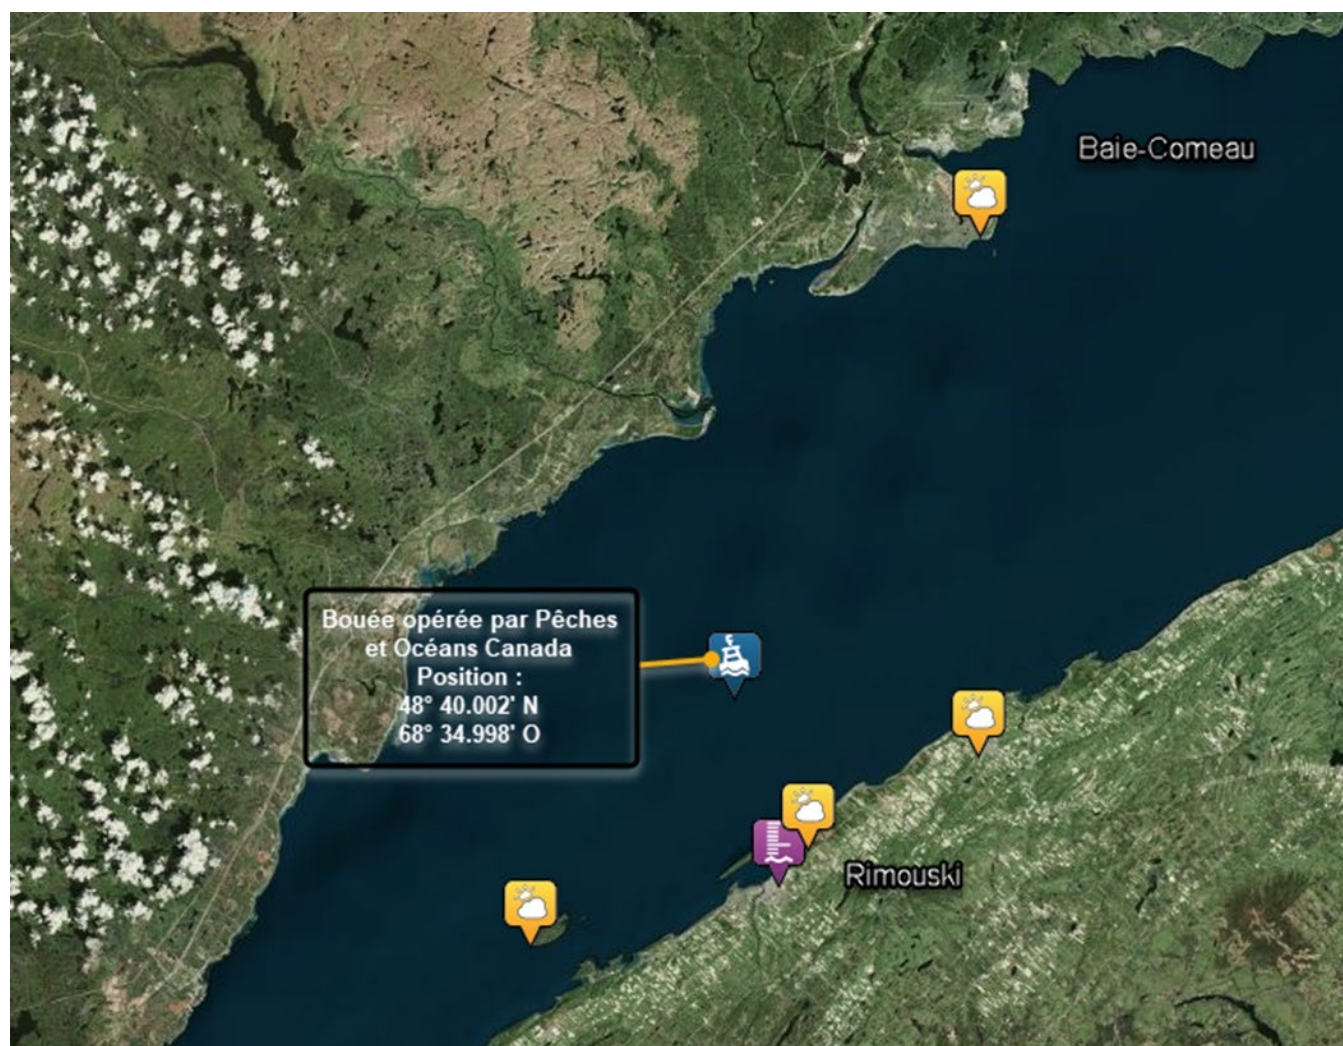 Baie-Comeau
Bouée opérée par Pêches
et Océans Canada
Position :
48° 40.002' N
68° 34.998' O
Rimouski